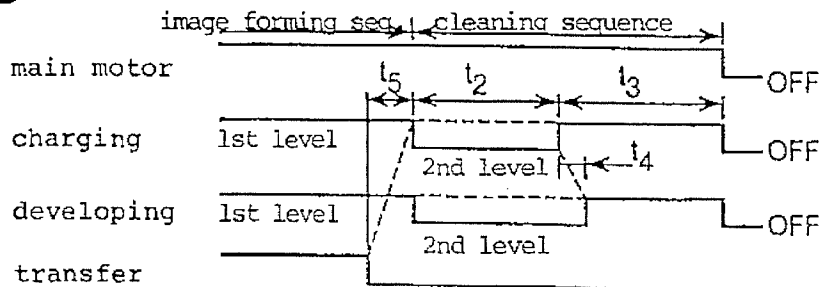 image forming seq. cleaning sequence
main motor
t5 t2 t3
OFF
charging 1st level
2nd level t4
OFF
developing 1st level
2nd level
OFF
transfer